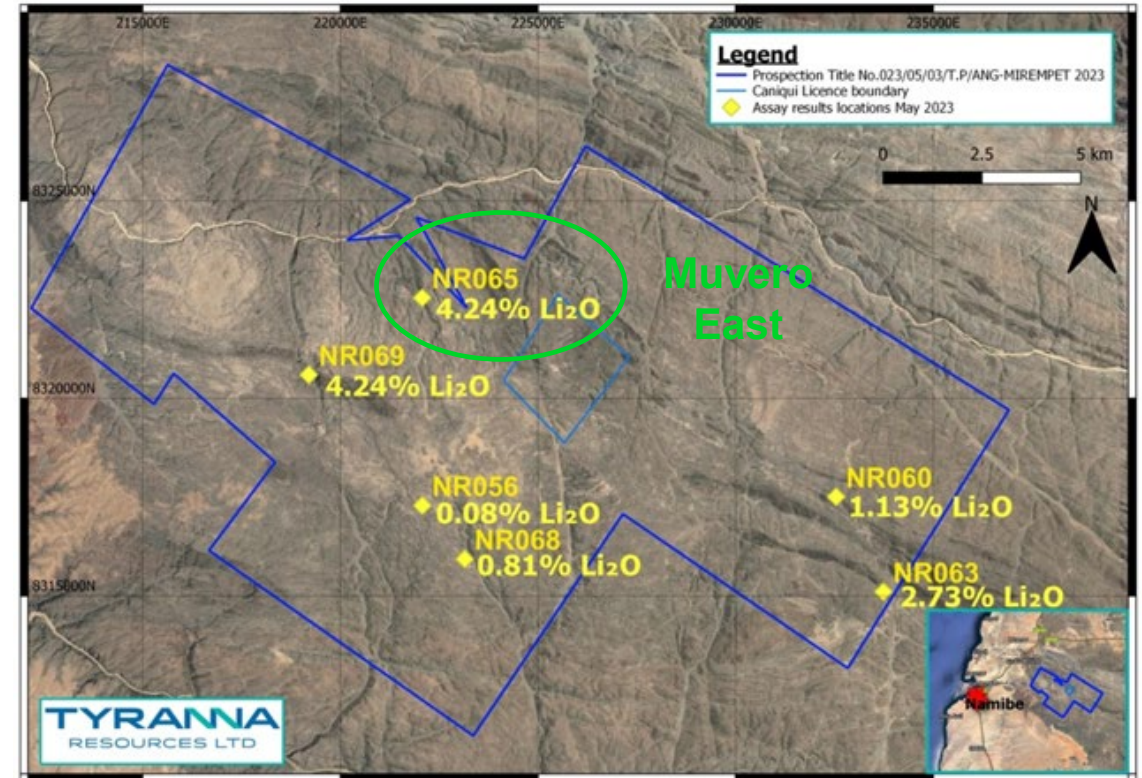 215000E
220000E
225000E
230000E
235000E
Legend
Prospection Title No.023/05/03/T.P/ANG-MIREMPET 2023
Caniqui Licence boundary
Assay results locations May 2023
0 2.5 5 km
N
8325000N
NR065
4.24% Li₂O
Muvero
East
NR069
4.24% Li₂O
8320000N
NR056
0.08% Li₂O
NR068
0.81% Li₂O
NR060
1.13% Li₂O
NR063
2.73% Li₂O
8315000N
Namibe
TYRANNA
RESOURCES LTD